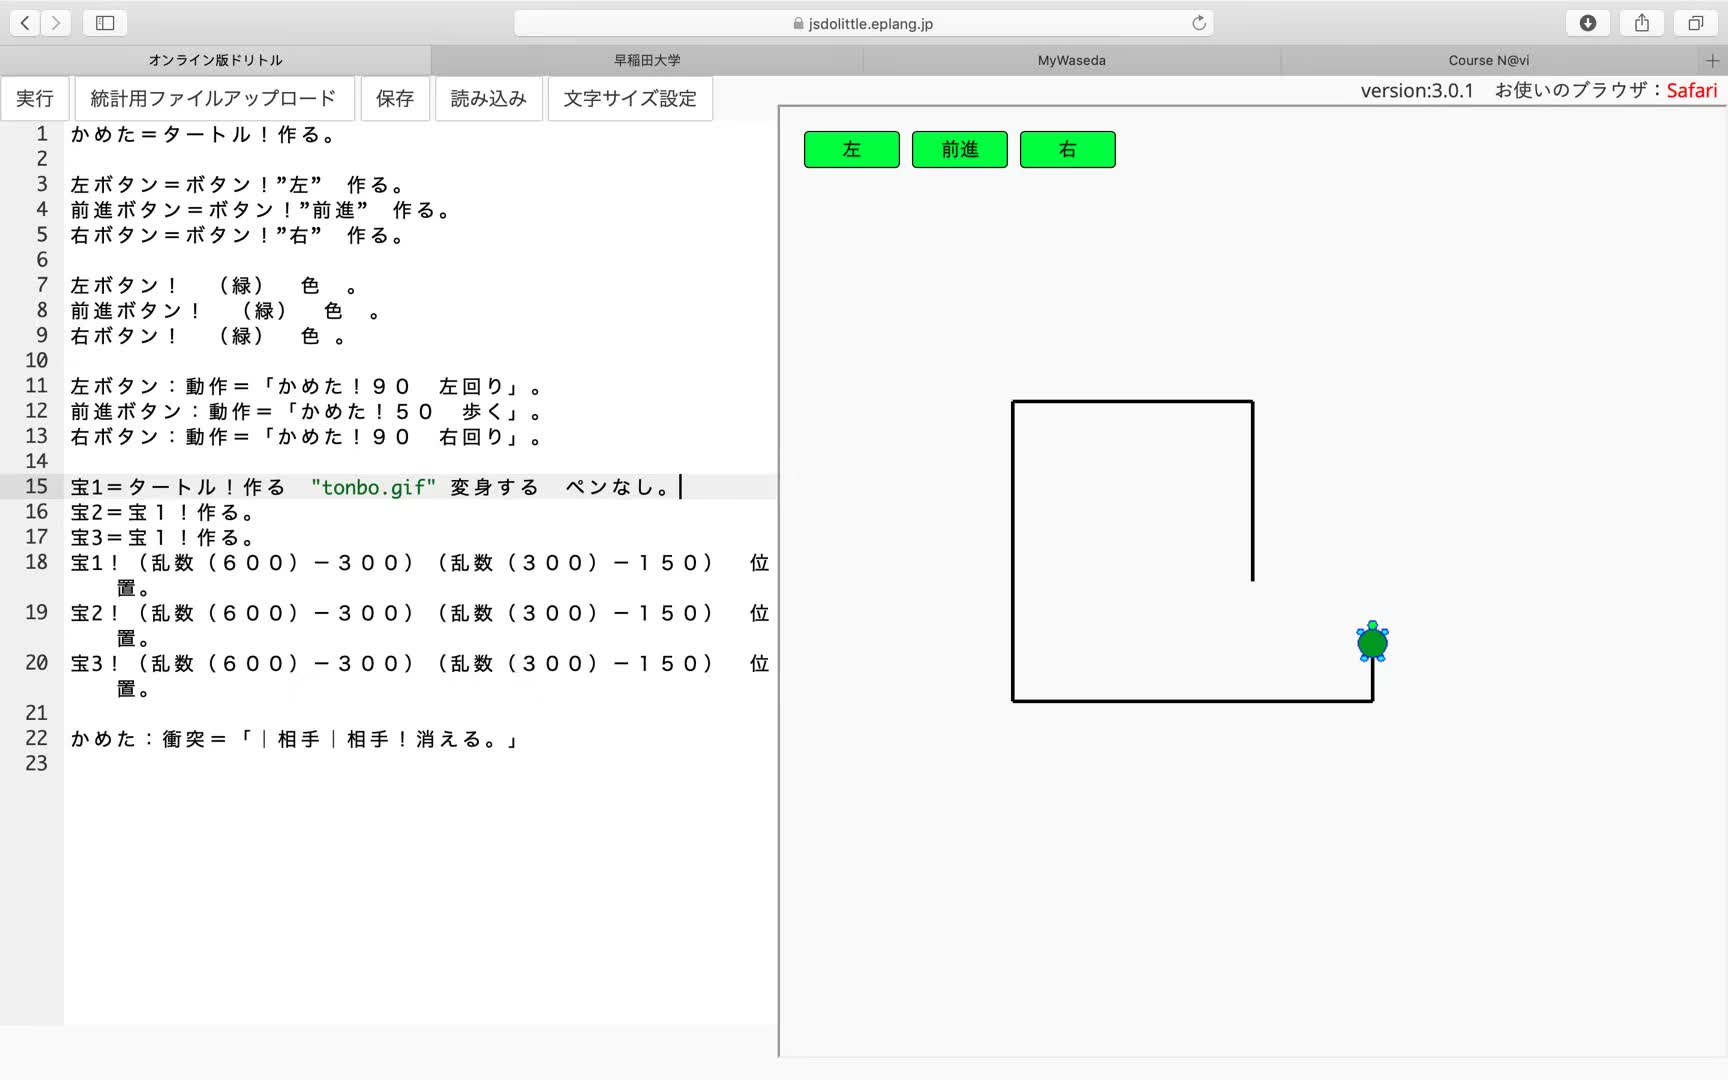 jsdolittle.eplang.jp
オンライン版ドリトル 早稲田大学 MyWaseda Course N@vi
実行 統計用ファイルアップロード 保存 読み込み 文字サイズ設定 version:3.0.1 お使いのブラウザ：Safari
1 かめた＝タートル！作る。
2
3 左ボタン＝ボタン！”左”　作る。
4 前進ボタン＝ボタン！”前進”　作る。
5 右ボタン＝ボタン！”右”　作る。
6
7 左ボタン！　（緑）　色　。
8 前進ボタン！　（緑）　色　。
9 右ボタン！　（緑）　色　。
10
11 左ボタン：動作＝「かめた！９０　左回り」。
12 前進ボタン：動作＝「かめた！５０　歩く」。
13 右ボタン：動作＝「かめた！９０　右回り」。
14
15 宝1＝タートル！作る　"tonbo.gif" 変身する　ペンなし。
16 宝2＝宝１！作る。
17 宝3＝宝１！作る。
18 宝1！（乱数（６００）－３００）（乱数（３００）－１５０）　位
置。
19 宝2！（乱数（６００）－３００）（乱数（３００）－１５０）　位
置。
20 宝3！（乱数（６００）－３００）（乱数（３００）－１５０）　位
置。
21
22 かめた：衝突＝「｜相手｜相手！消える。」
23
左 前進 右